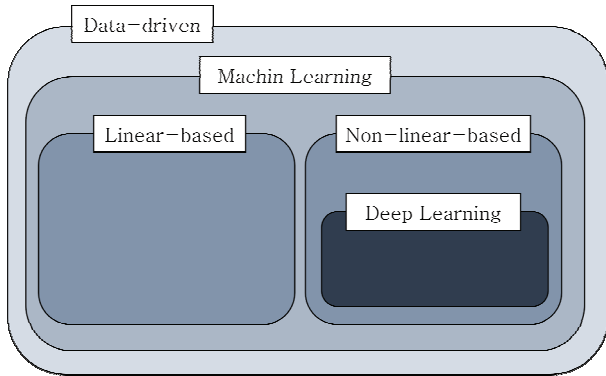 Data-driven
Machin Learning
Linear-based
Non-linear-based
Deep Learning